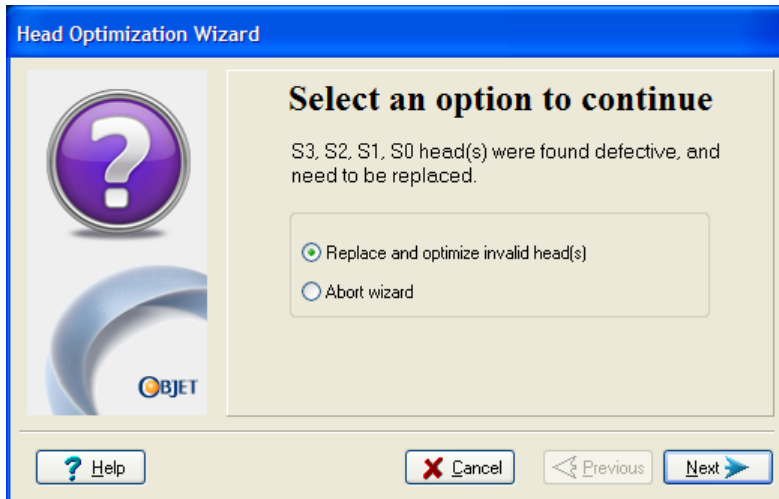 Head Optimization Wizard
Select an option to continue
S3, S2, S1, S0 head(s) were found defective, and
need to be replaced.
Replace and optimize invalid head(s)
Abort wizard
OBJET
Help
Cancel
Previous
Next